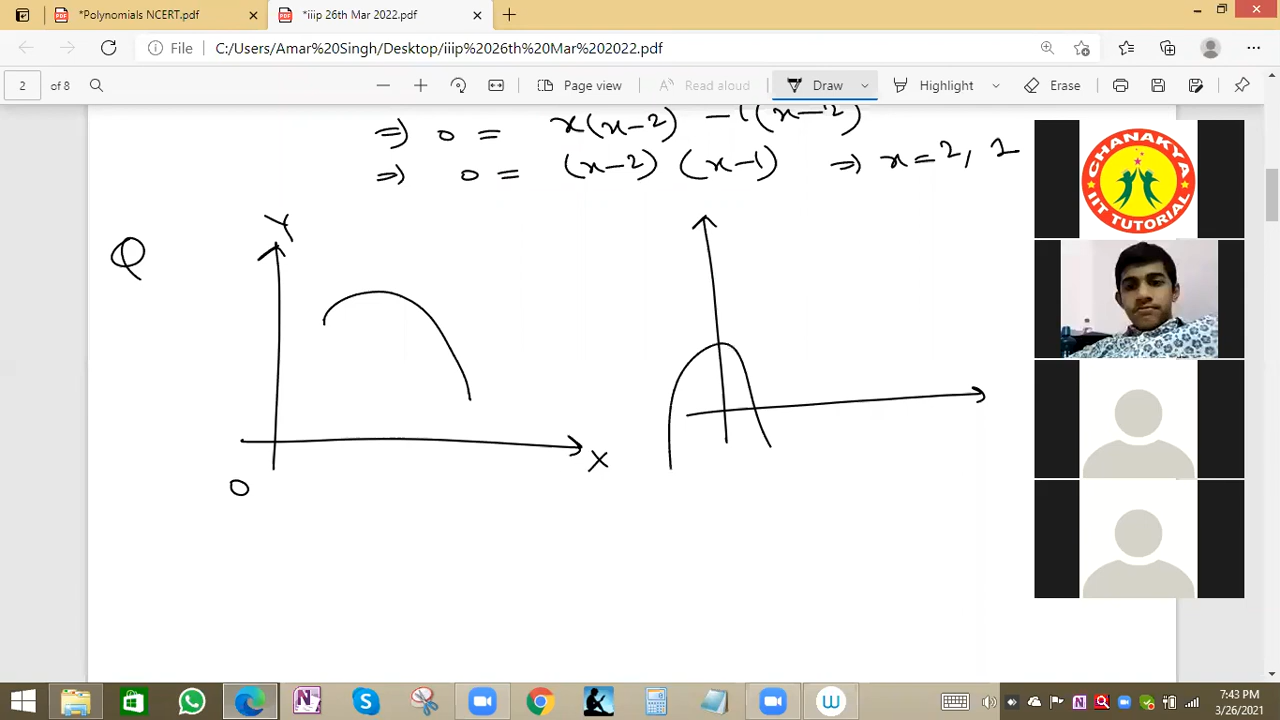 *Polynomials NCERT.pdf
*iiip 26th Mar 2022.pdf
File C:/Users/Amar%20Singh/Desktop/iiip%2026th%20Mar%202022.pdf
2 of 8 Page view Read aloud Draw Highlight Erase
⇒ 0 = x(x-2) -1(x-2)
⇒ 0 = (x-2) (x-1) ⇒ x=2, 1
Q
Y
X
0
CHANAKYA
IIT TUTORIAL
7:43 PM
3/26/2021